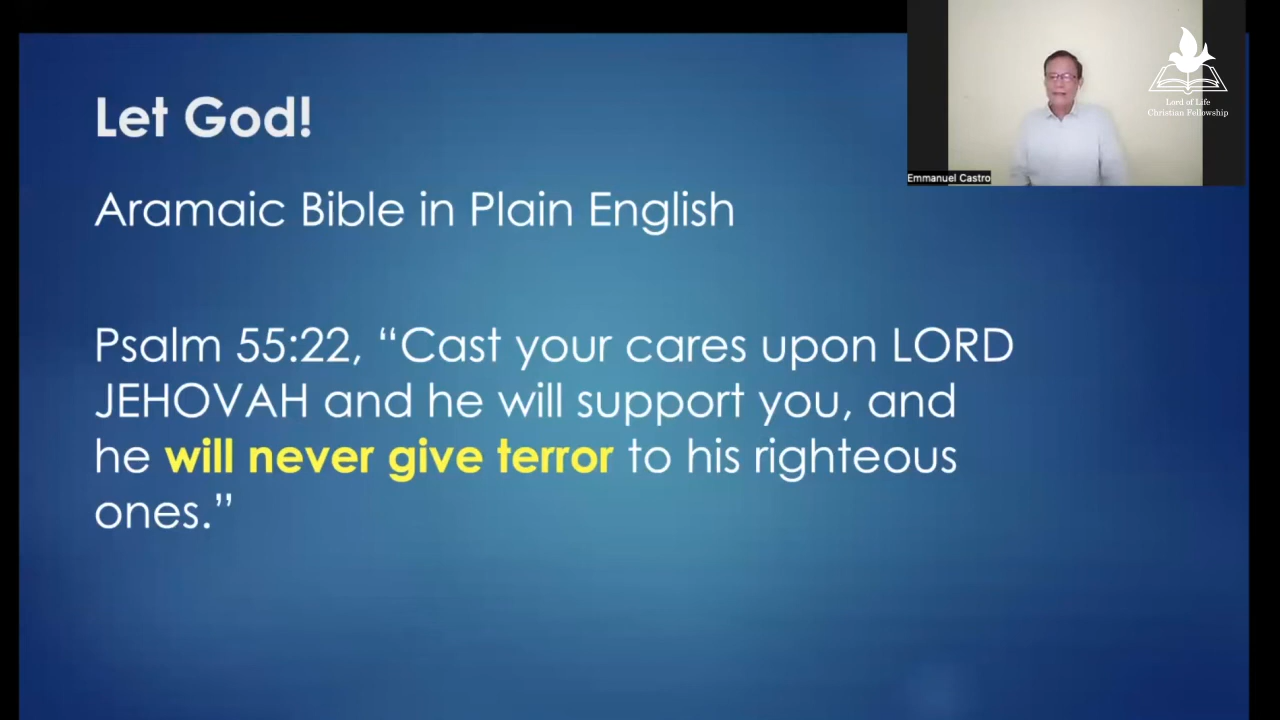 Let God!
Aramaic Bible in Plain English
Psalm 55:22, “Cast your cares upon LORD
JEHOVAH and he will support you, and
he will never give terror to his righteous
ones.”
Lord of Life
Christian Fellowship
Emmanuel Castro